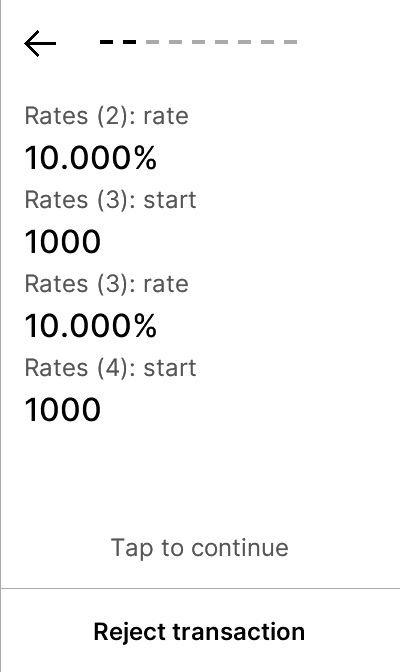 Rates (2): rate
10.000%
Rates (3): start
1000
Rates (3): rate
10.000%
Rates (4): start
1000
Tap to continue
Reject transaction